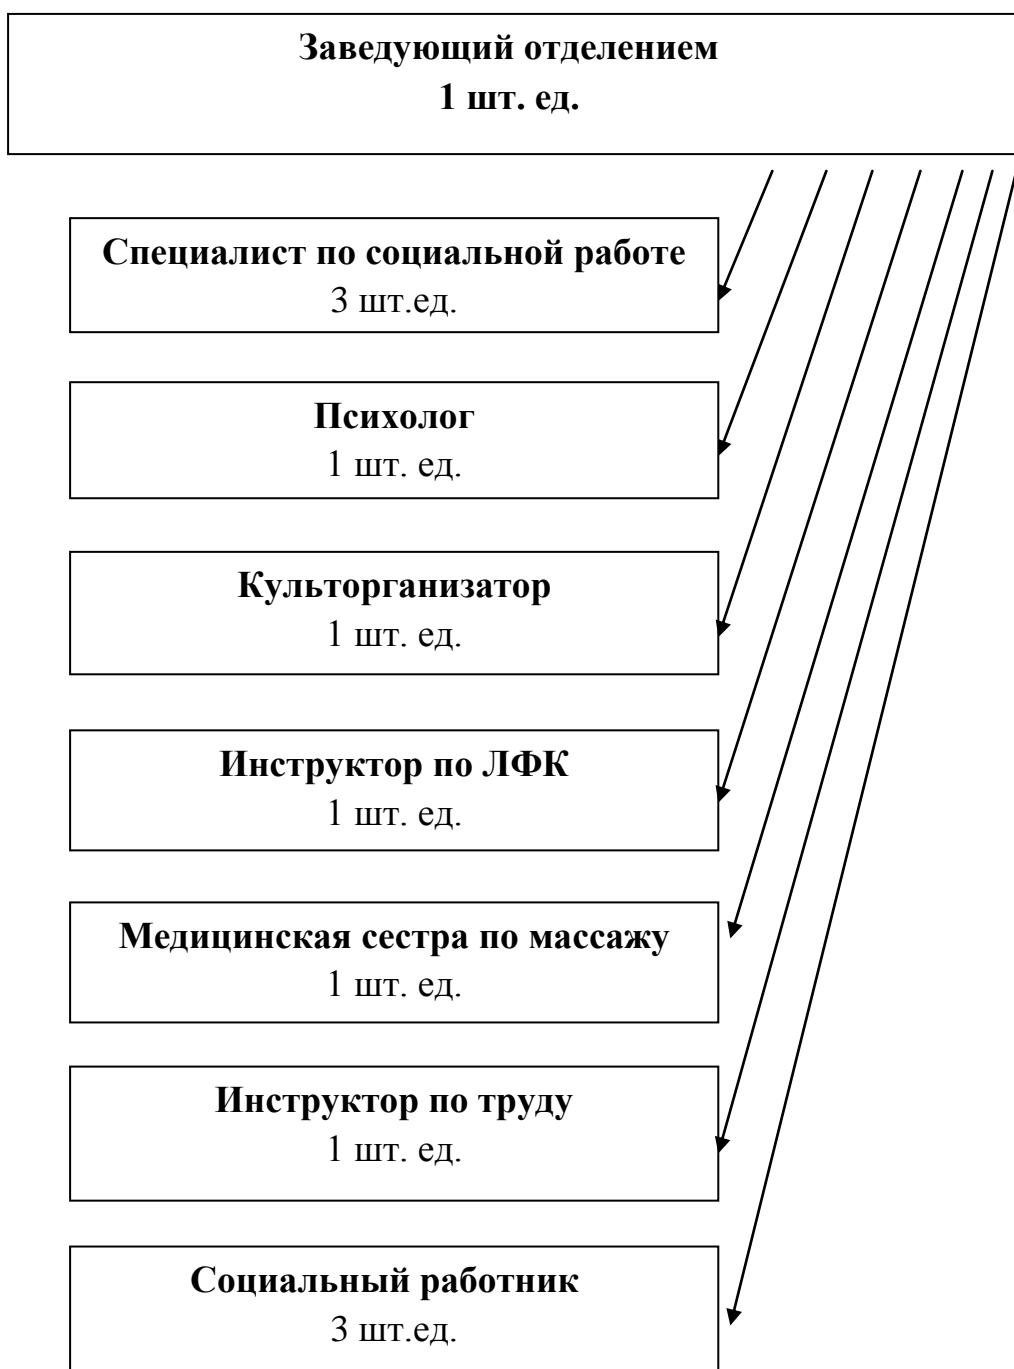 Заведующий отделением
1 шт. ед.
Специалист по социальной работе
3 шт.ед.
Психолог
1 шт. ед.
Культорганизатор
1 шт. ед.
Инструктор по ЛФК
1 шт. ед.
Медицинская сестра по массажу
1 шт. ед.
Инструктор по труду
1 шт. ед.
Социальный работник
3 шт.ед.